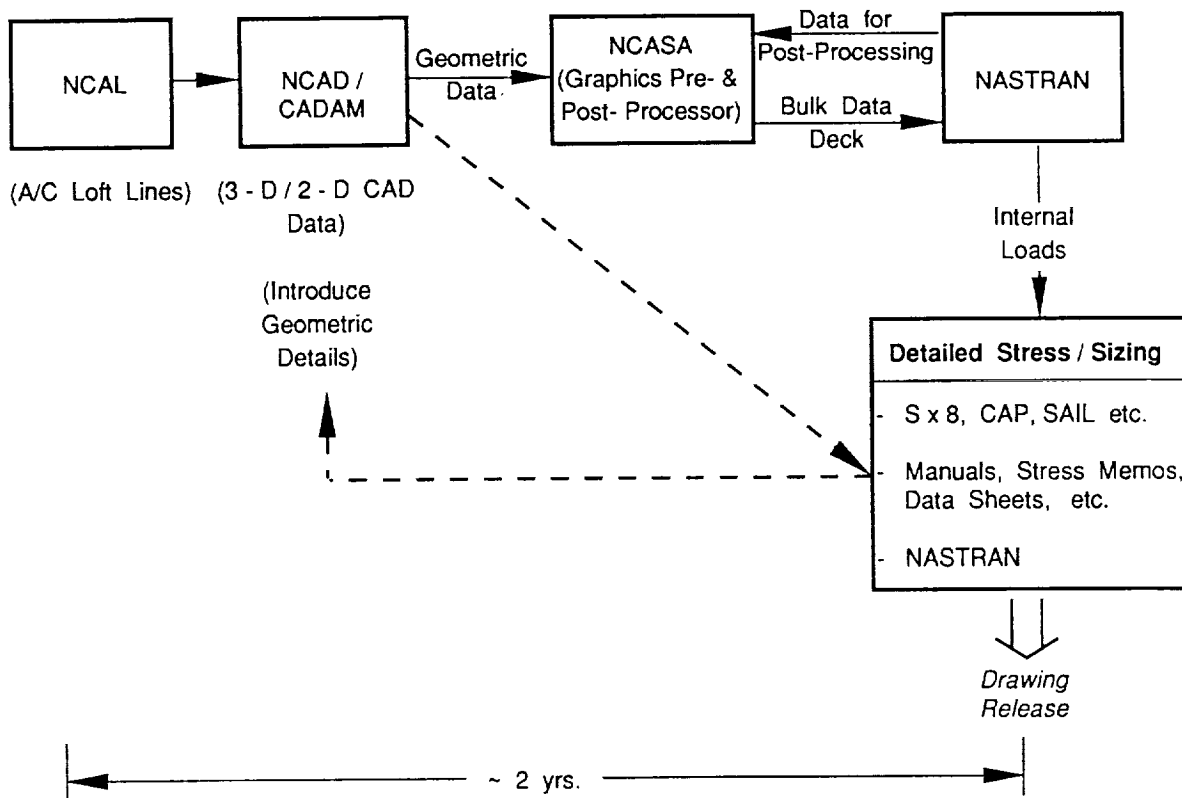 NCAL
(A/C Loft Lines)
NCAD /
CADAM
(3 - D / 2 - D CAD
Data)
(Introduce
Geometric
Details)
Geometric
Data
NCASA
(Graphics Pre- &
Post- Processor)
Data for
Post-Processing
Bulk Data
Deck
NASTRAN
Internal
Loads
Detailed Stress / Sizing
- S x 8, CAP, SAIL etc.
- Manuals, Stress Memos,
Data Sheets, etc.
- NASTRAN
Drawing
Release
~ 2 yrs.